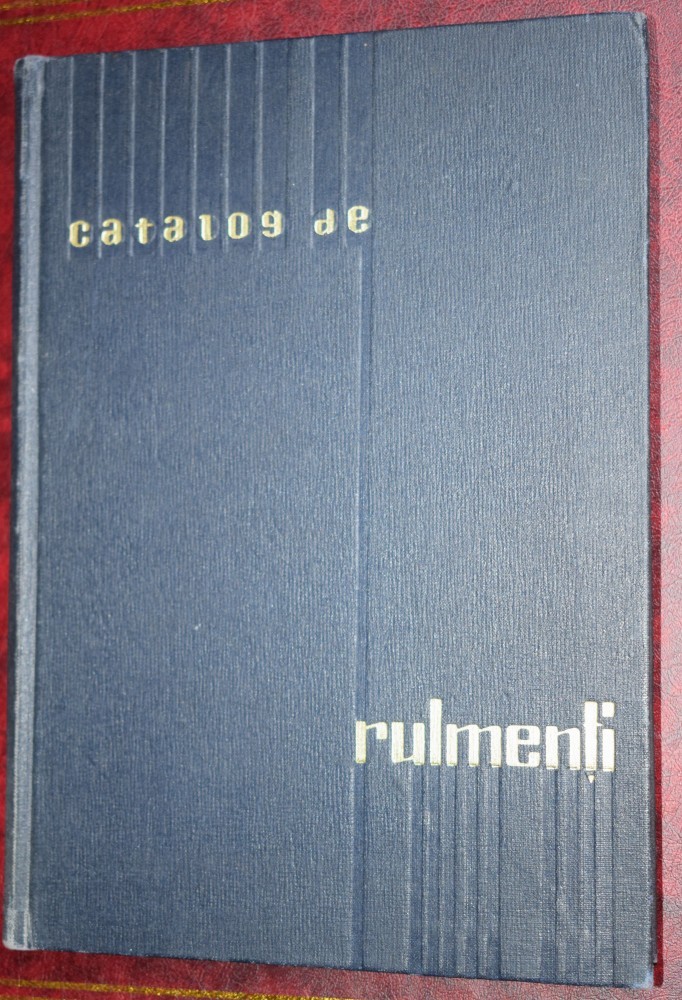 catalog de
rulmenți